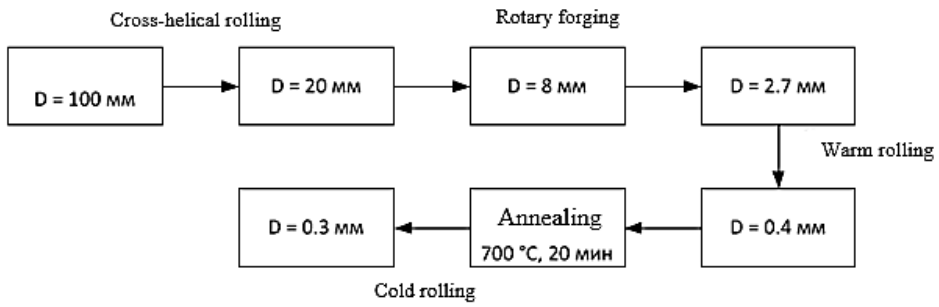 Cross-helical rolling
Rotary forging
D = 100 мм
D = 20 мм
D = 8 мм
D = 2.7 мм
Warm rolling
D = 0.3 мм
Annealing
700 °C, 20 мин
D = 0.4 мм
Cold rolling